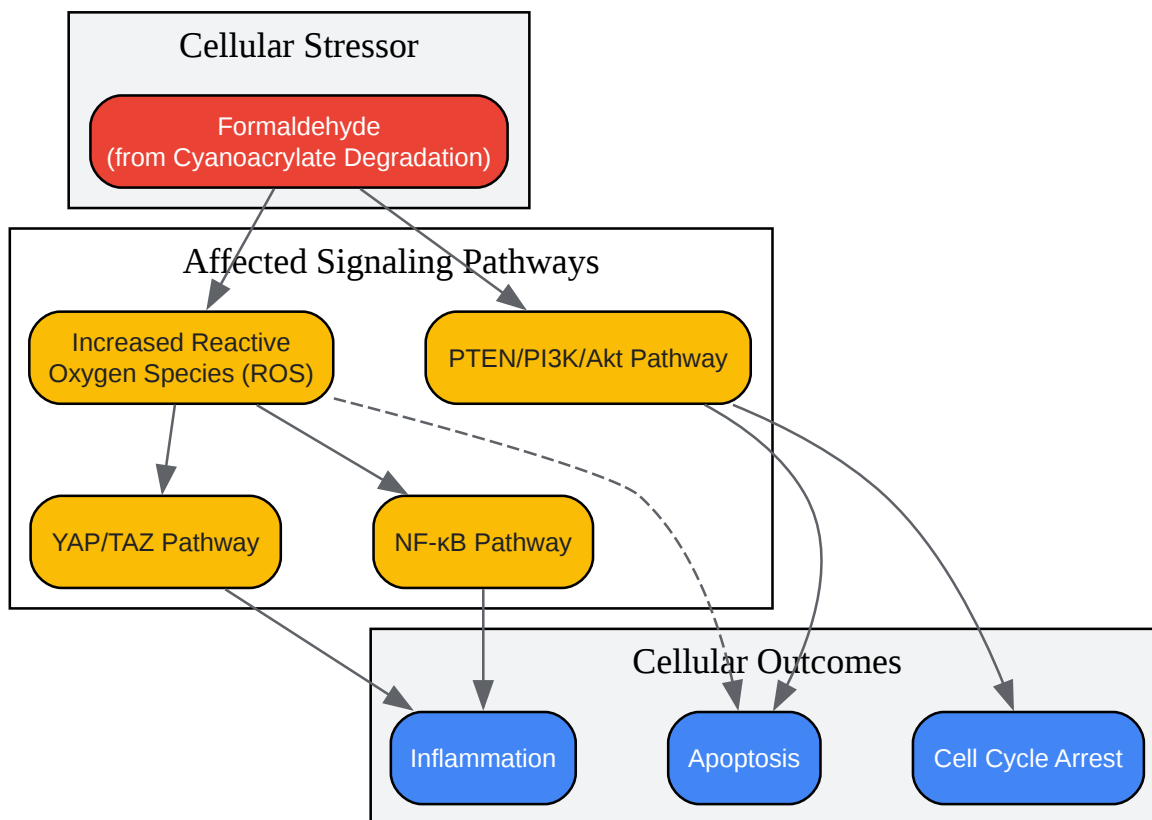 Cellular Stressor
Formaldehyde
(from Cyanoacrylate Degradation)
Affected Signaling Pathways
Increased Reactive
Oxygen Species (ROS)
PTEN/PI3K/Akt Pathway
YAP/TAZ Pathway
NF-κB Pathway
Cellular Outcomes
Inflammation
Apoptosis
Cell Cycle Arrest